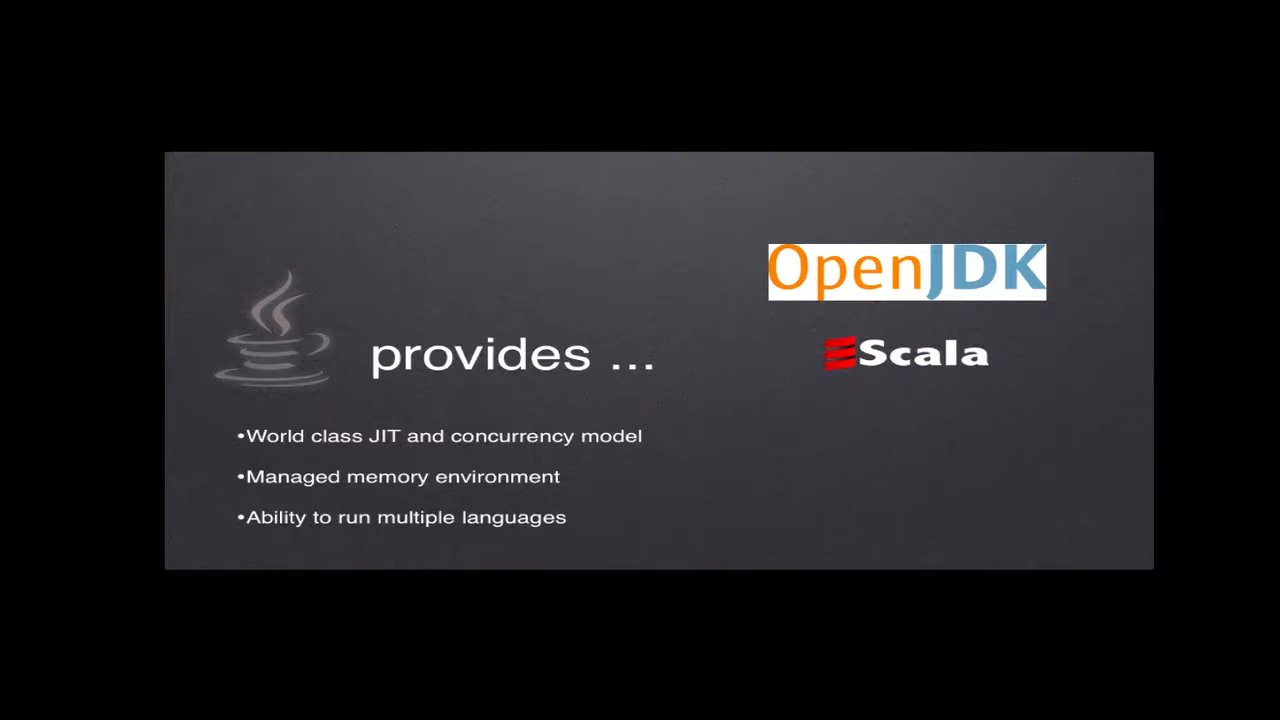 OpenJDK
Scala
provides ...
•World class JIT and concurrency model
•Managed memory environment
•Ability to run multiple languages